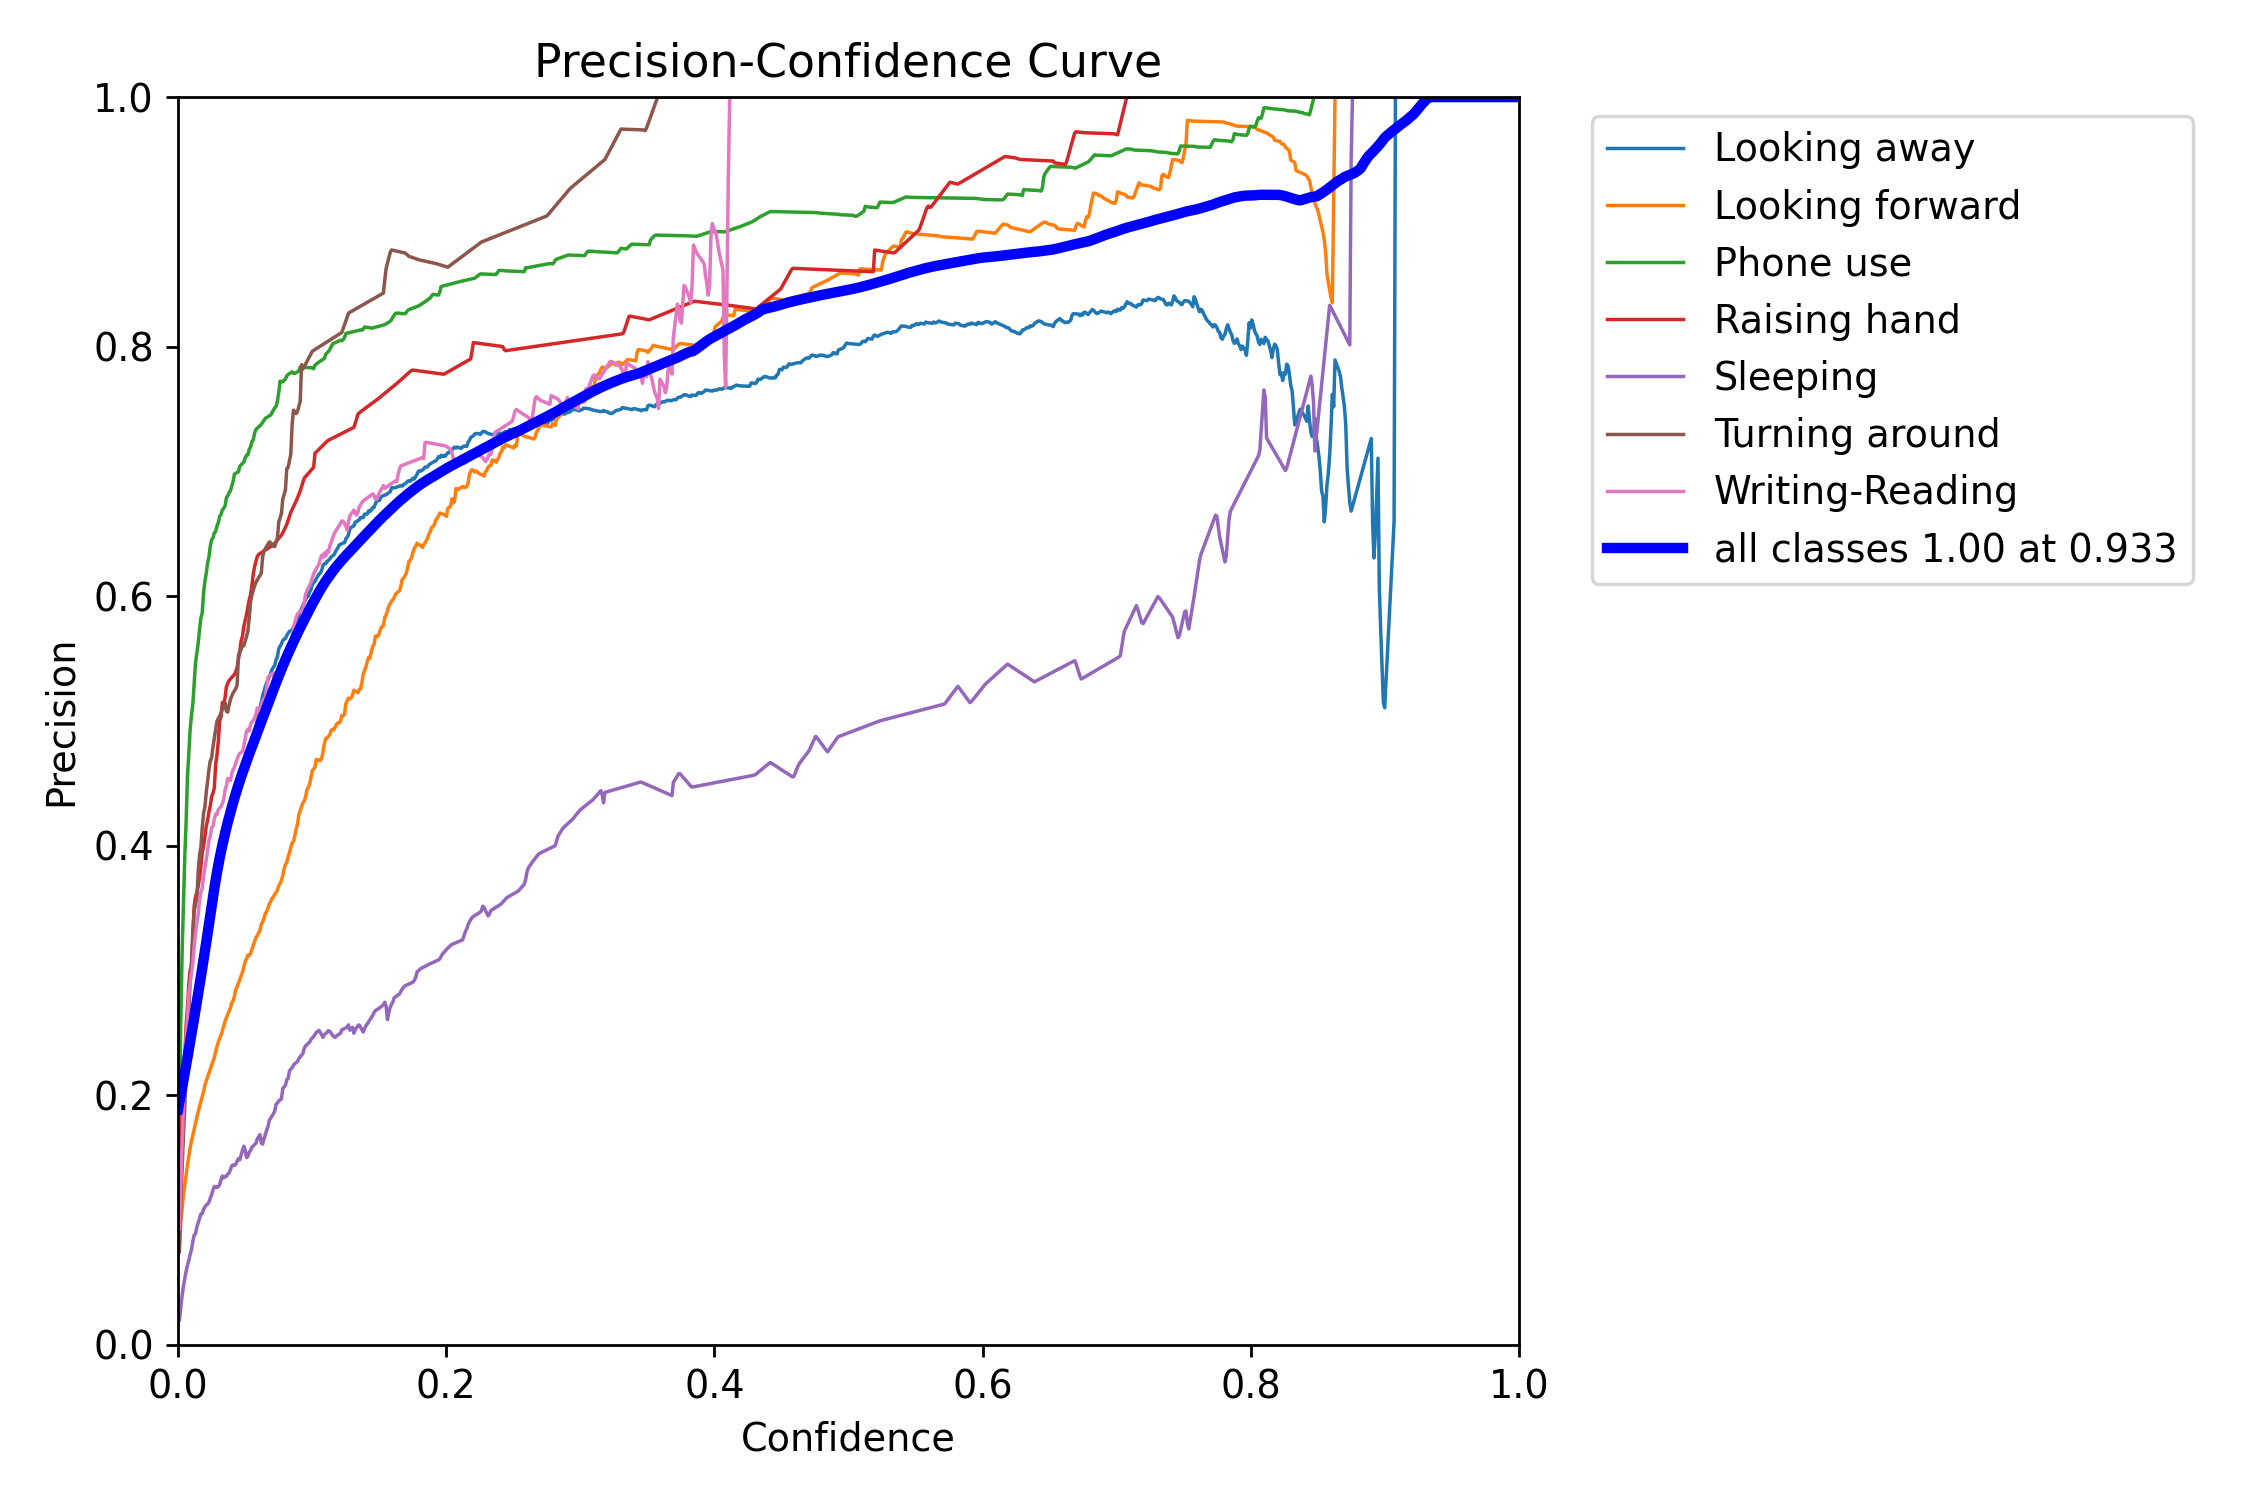 Precision-Confidence Curve
1.0
0.8
0.6
0.4
0.2
0.0
Precision
0.0 0.2 0.4 0.6 0.8 1.0
Confidence
Looking away
Looking forward
Phone use
Raising hand
Sleeping
Turning around
Writing-Reading
all classes 1.00 at 0.933